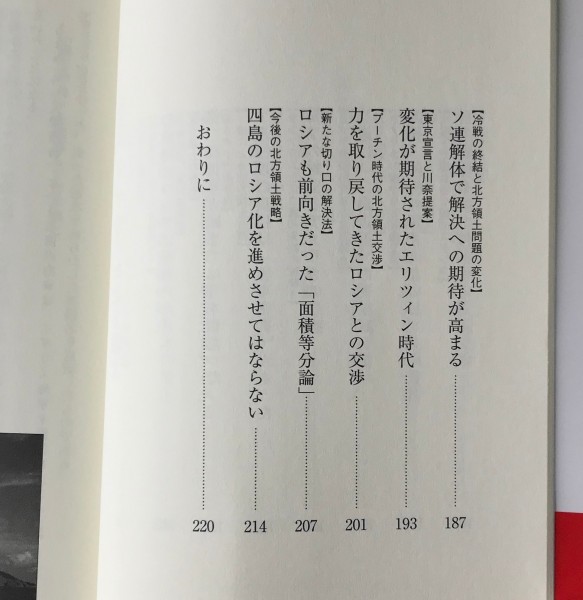 【冷戦の終結と北方領土問題の変化】
ソ連解体で解決への期待が高まる 187
【東京宣言と川奈提案】
変化が期待されたエリツィン時代 193
【プーチン時代の北方領土交渉】
力を取り戻してきたロシアとの交渉 201
【新たな切り口の解決法】
ロシアも前向きだった「面積等分論」 207
【今後の北方領土戦略】
四島のロシア化を進めさせてはならない 214
おわりに 220